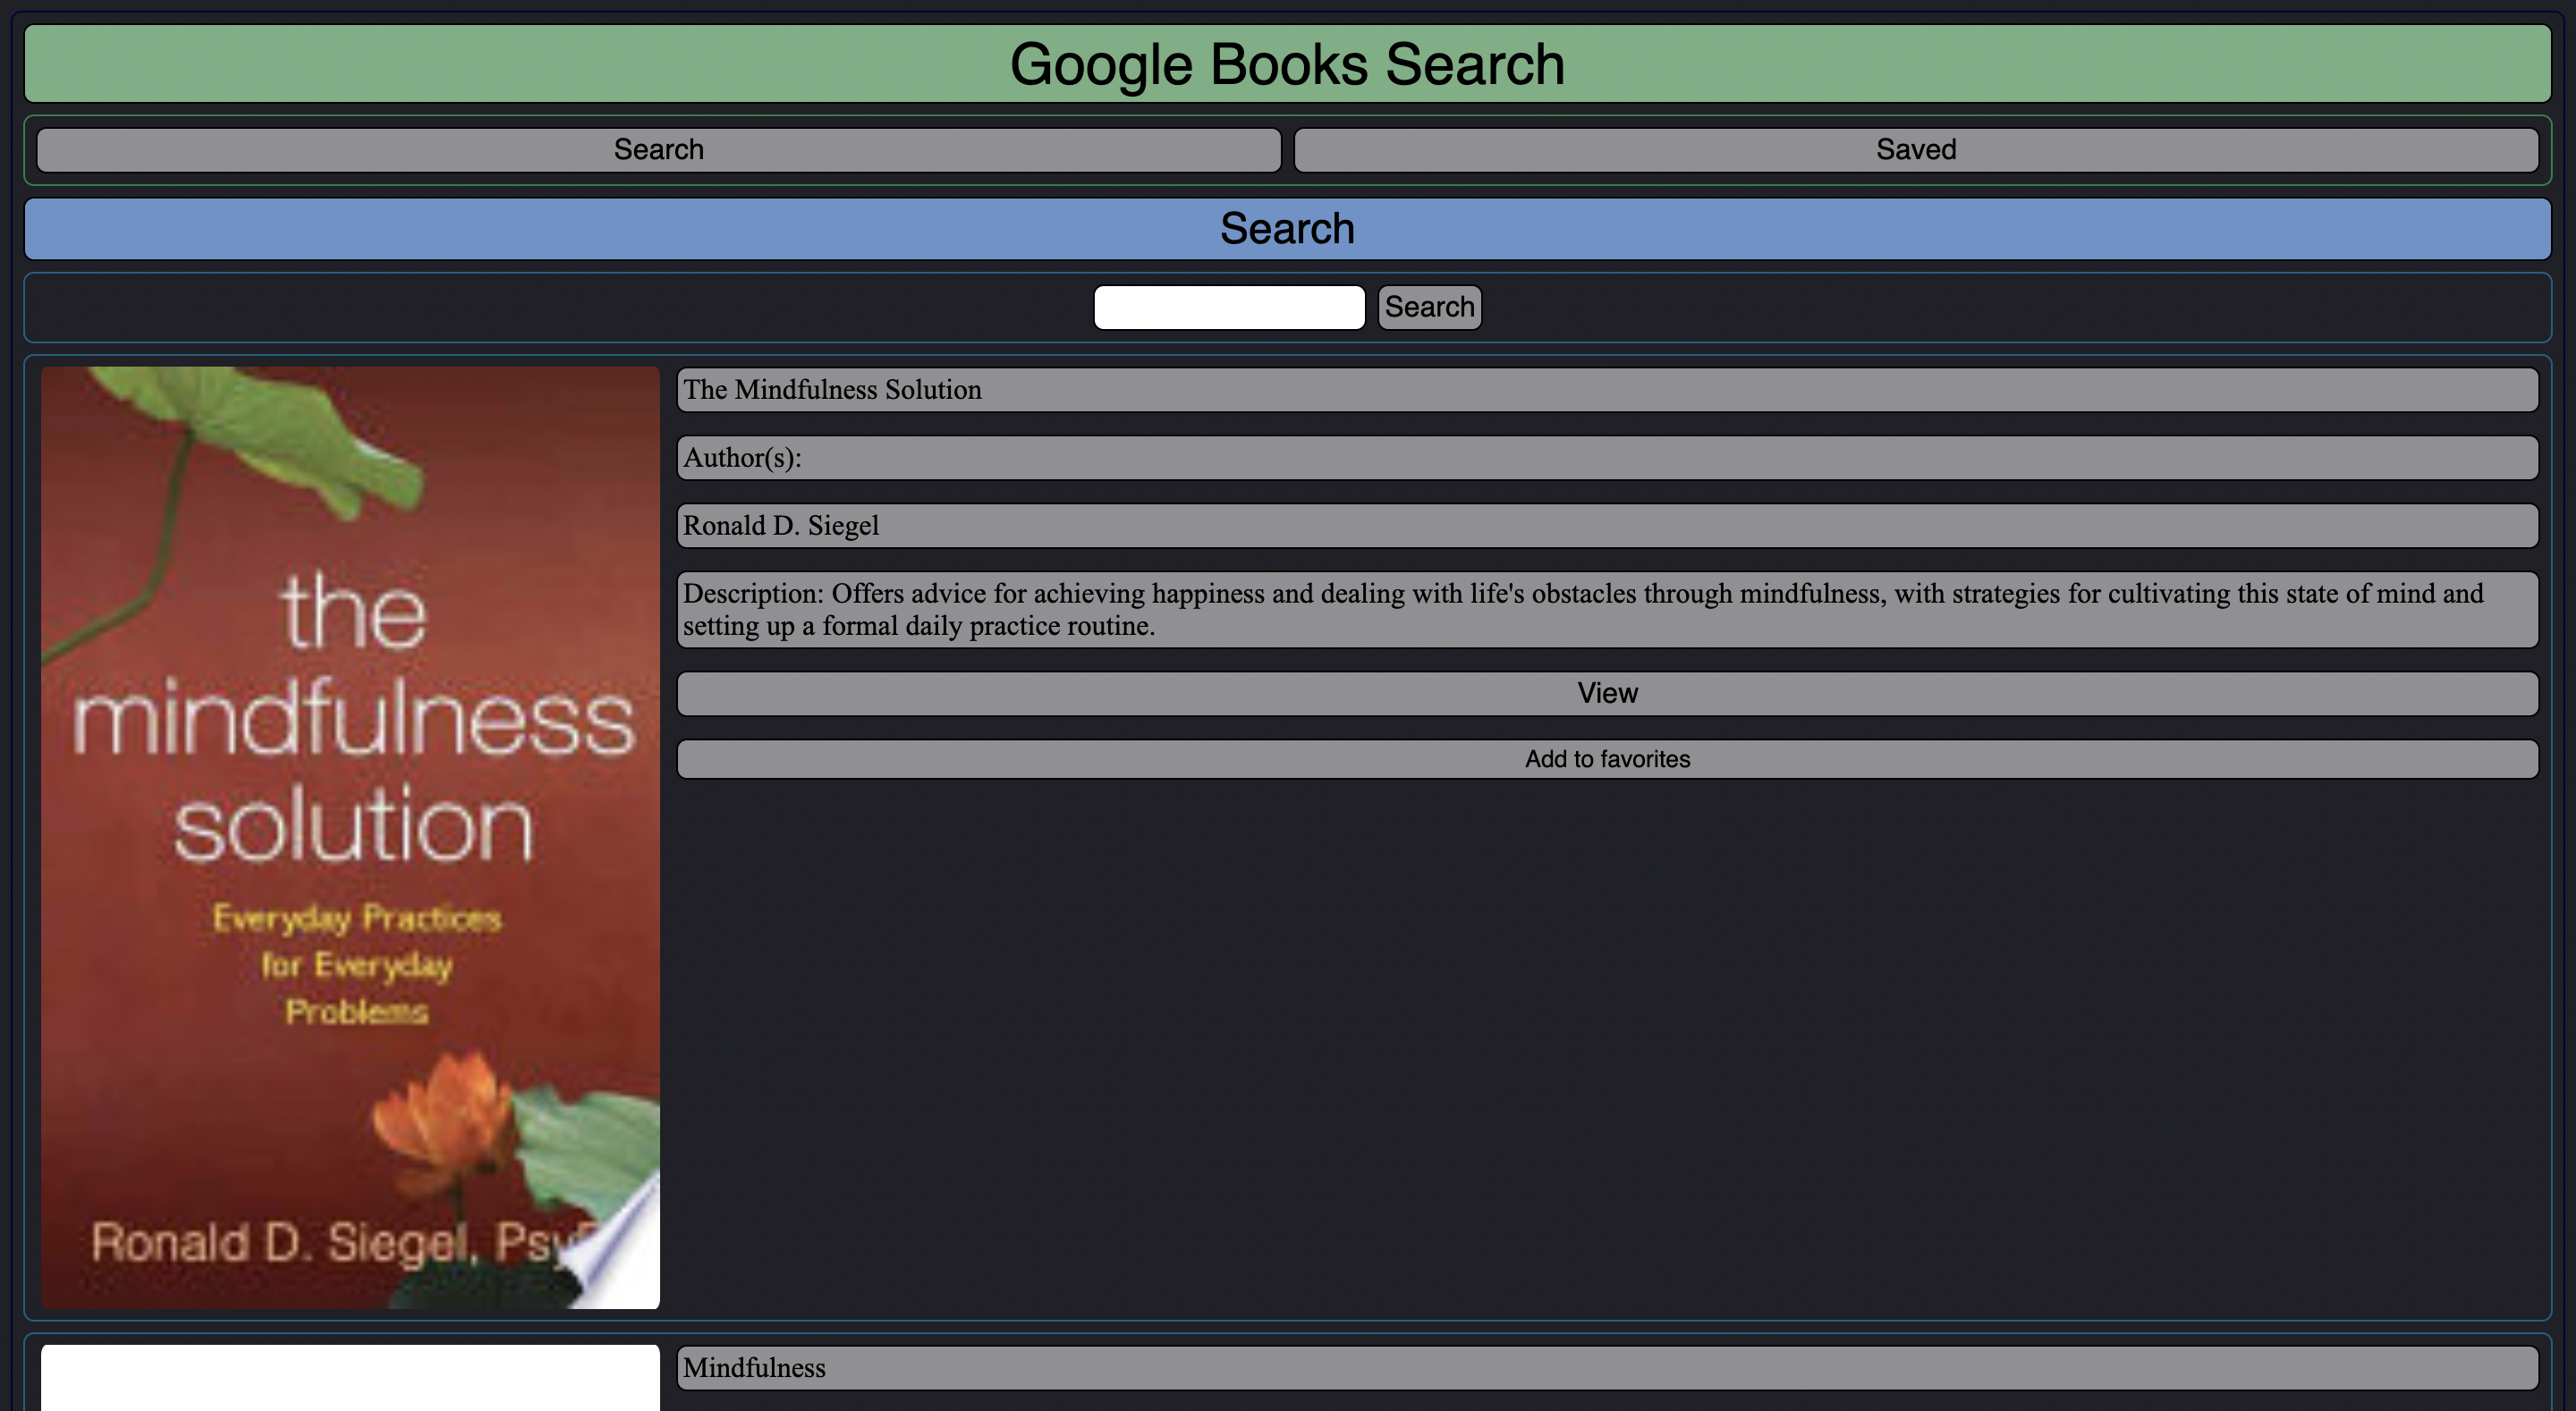 Google Books Search
Search
Saved
Search
Search
the
mindfulness
solution
Everyday Practices
for Everyday
Problems
Ronald D. Siegel,
The Mindfulness Solution
Author(s):
Ronald D. Siegel
Description: Offers advice for achieving happiness and dealing with life's obstacles through mindfulness, with strategies for cultivating this state of mind and
setting up a formal daily practice routine.
View
Add to favorites
Mindfulness